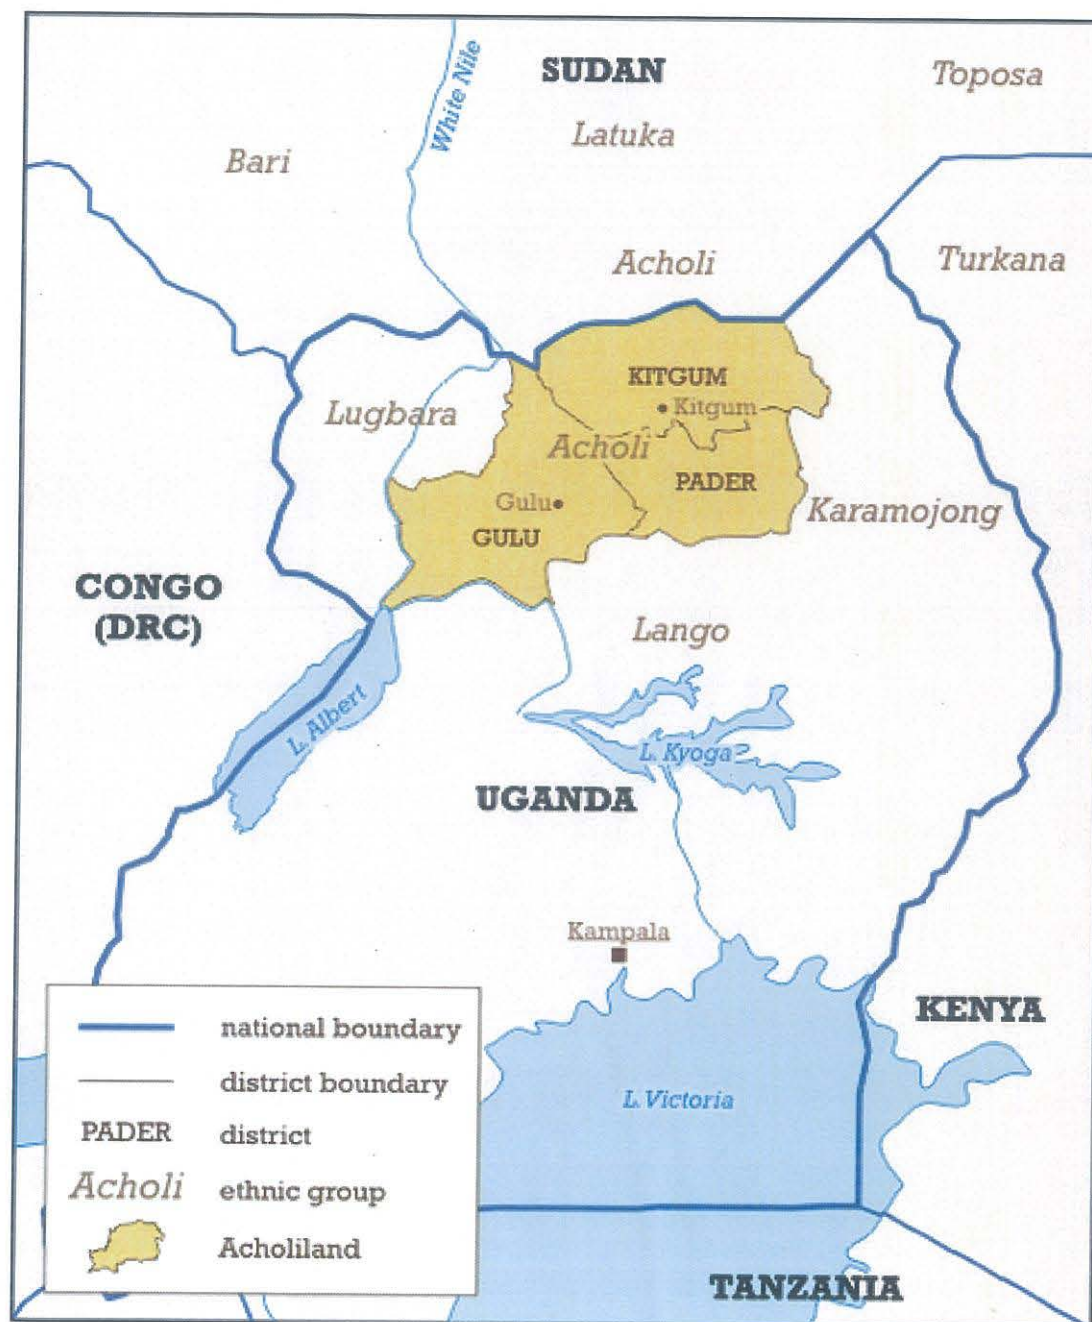 White Nile
SUDAN
Toposa
Latuka
Bari
Acholi
Turkana
KITGUM
Kitgum
Lugbara
Acholi
PADER
Gulu
GULU
Karamojong
CONGO
(DRC)
Lango
L. Albert
L. Kyoga
UGANDA
Kampala
KENYA
L. Victoria
TANZANIA
national boundary
district boundary
PADER district
Acholi ethnic group
Acholiland